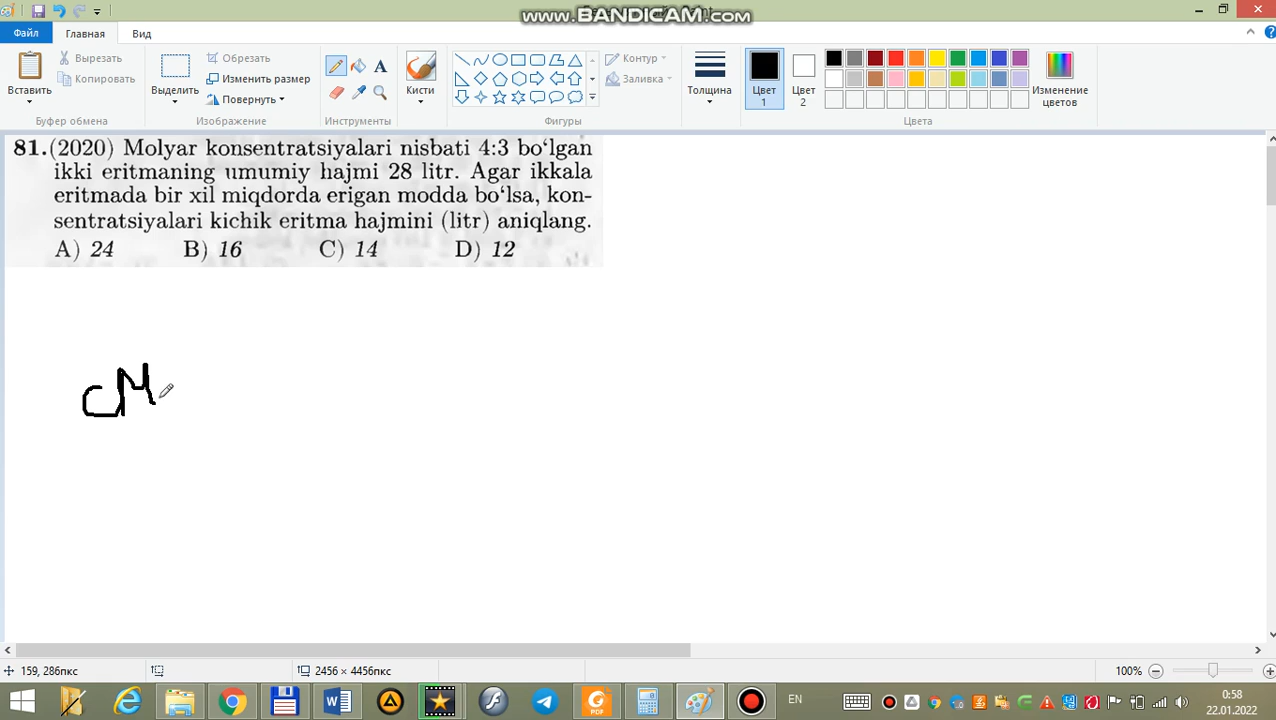 www.BANDICAM.com
Файл
Главная
Вид
Вставить
Вырезать
Копировать
Буфер обмена
Выделить
Обрезать
Изменить размер
Повернуть
Изображение
A
Инструменты
Кисти
Контур
Заливка
Фигуры
Толщина
Цвет 1
Цвет 2
Изменение цветов
Цвета
81.(2020) Molyar konsentratsiyalari nisbati 4:3 bo‘lgan
ikki eritmaning umumiy hajmi 28 litr. Agar ikkala
eritmada bir xil miqdorda erigan modda bo‘lsa, kon-
sentratsiyalari kichik eritma hajmini (litr) aniqlang.
A) 24 B) 16 C) 14 D) 12
CM
159, 286пкс
2456 × 4456пкс
100%
PDF
EN
0:58
22.01.2022